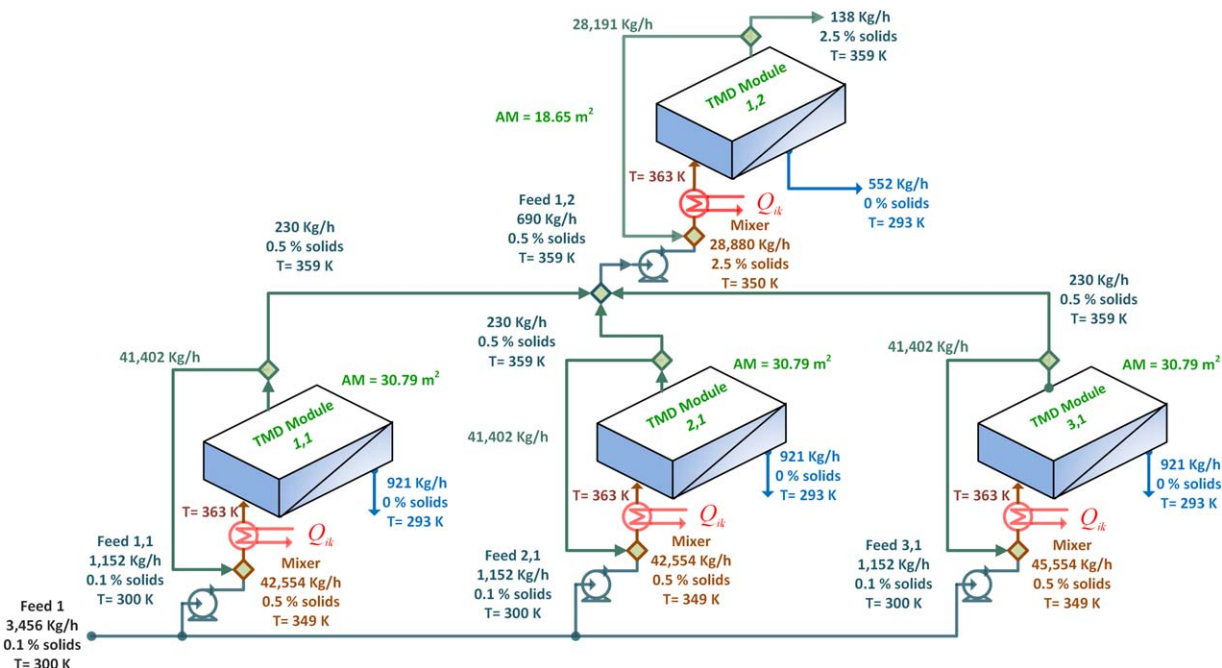 28,191 Kg/h
138 Kg/h
2.5 % solids
T= 359 K
TMD Module
1,2
AM = 18.65 m²
T= 363 K
552 Kg/h
0 % solids
T= 293 K
Qik
Feed 1,2
690 Kg/h
0.5 % solids
T= 359 K
Mixer
28,880 Kg/h
2.5 % solids
T= 350 K
230 Kg/h
0.5 % solids
T= 359 K
230 Kg/h
0.5 % solids
T= 359 K
230 Kg/h
0.5 % solids
T= 359 K
41,402 Kg/h
AM = 30.79 m²
TMD Module
1,1
921 Kg/h
0 % solids
T= 293 K
T= 363 K
Qik
Feed 1,1
1,152 Kg/h
0.1 % solids
T= 300 K
Mixer
42,554 Kg/h
0.5 % solids
T= 349 K
41,402 Kg/h
AM = 30.79 m²
TMD Module
2,1
921 Kg/h
0 % solids
T= 293 K
T= 363 K
Qik
Feed 2,1
1,152 Kg/h
0.1 % solids
T= 300 K
Mixer
42,554 Kg/h
0.5 % solids
T= 349 K
41,402 Kg/h
AM = 30.79 m²
TMD Module
3,1
921 Kg/h
0 % solids
T= 293 K
T= 363 K
Qik
Feed 3,1
1,152 Kg/h
0.1 % solids
T= 300 K
Mixer
45,554 Kg/h
0.5 % solids
T= 349 K
Feed 1
3,456 Kg/h
0.1 % solids
T= 300 K